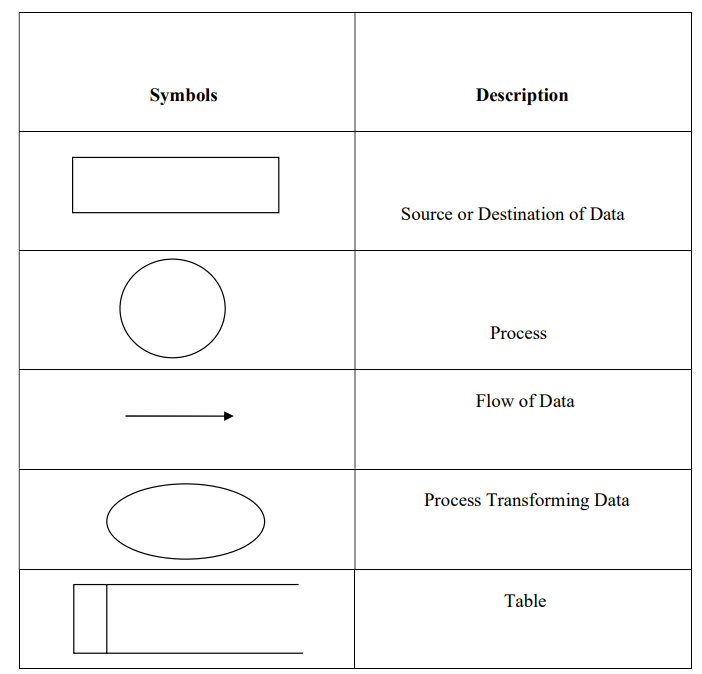 Symbols
Description
Source or Destination of Data
Process
Flow of Data
Process Transforming Data
Table